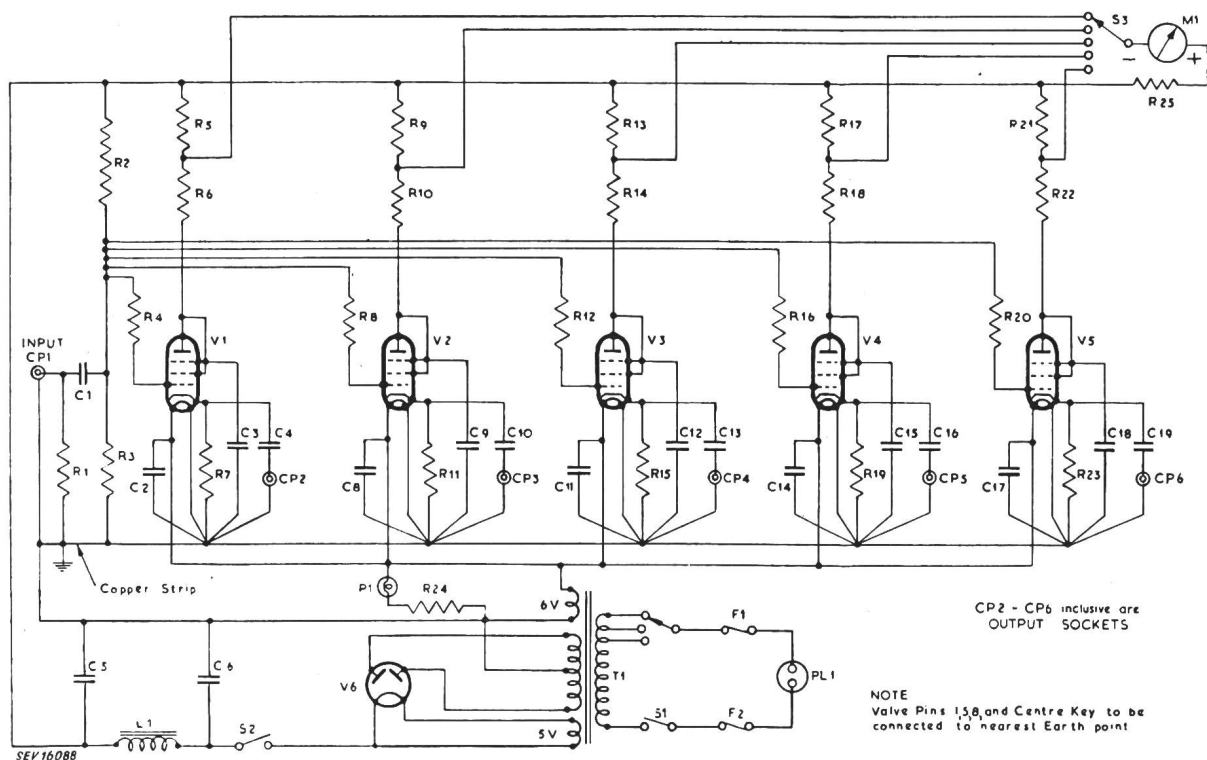 S3
M1
− +
R25
R5
R9
R13
R17
R21
R2
R6
R10
R14
R18
R22
R4
R8
R12
R16
R20
INPUT
CP1
V1
V2
V3
V4
V5
C1
R1
R3
C2
R7
C3
C4
CP2
C8
R11
C9
C10
CP3
C11
R15
C12
C13
CP4
C14
R19
C15
C16
CP5
C17
R23
C18
C19
CP6
Copper Strip
P1
R24
6V
C5
C6
V6
T1
F1
PL1
S1
F2
5V
L1
S2
CP2 - CP6 inclusive are
OUTPUT SOCKETS
NOTE
Valve Pins 1,5,8, and Centre Key to be
connected to nearest Earth point
SEV16088